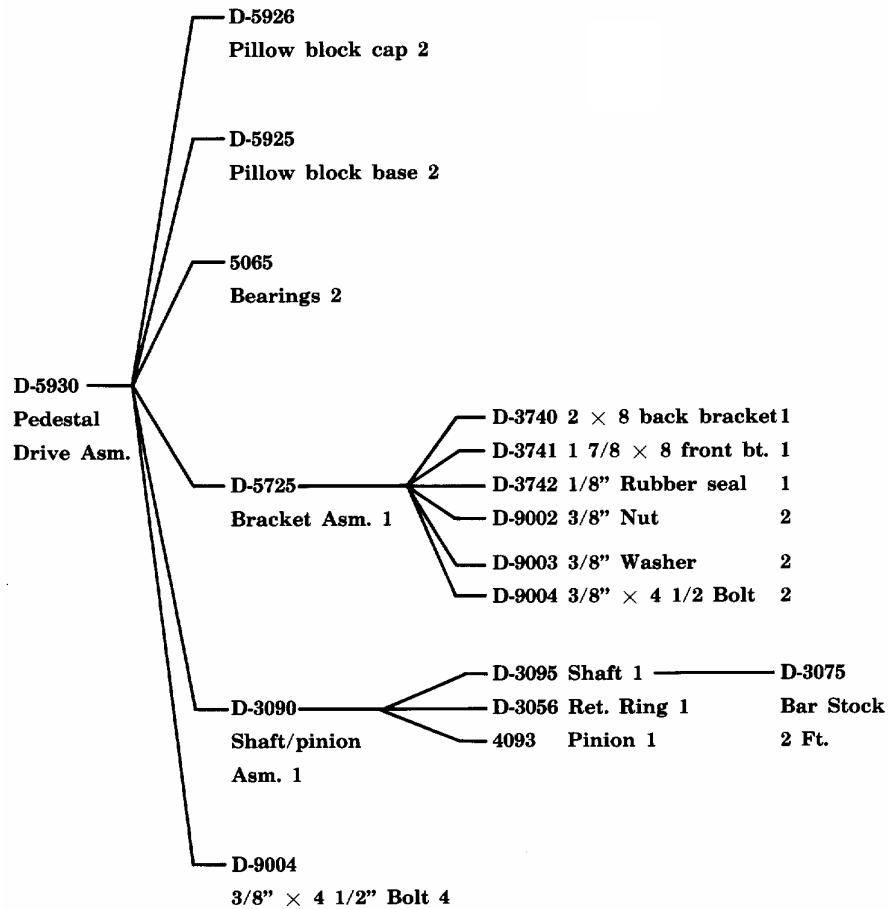 D-5926
Pillow block cap 2
D-5925
Pillow block base 2
5065
Bearings 2
D-5930
Pedestal
Drive Asm.
D-5725
Bracket Asm. 1
D-3740 2 × 8 back bracket 1
D-3741 1 7/8 × 8 front bt. 1
D-3742 1/8” Rubber seal 1
D-9002 3/8” Nut 2
D-9003 3/8” Washer 2
D-9004 3/8” × 4 1/2 Bolt 2
D-3090
Shaft/pinion
Asm. 1
D-3095 Shaft 1
D-3056 Ret. Ring 1
4093 Pinion 1
D-3075
Bar Stock
2 Ft.
D-9004
3/8” × 4 1/2” Bolt 4